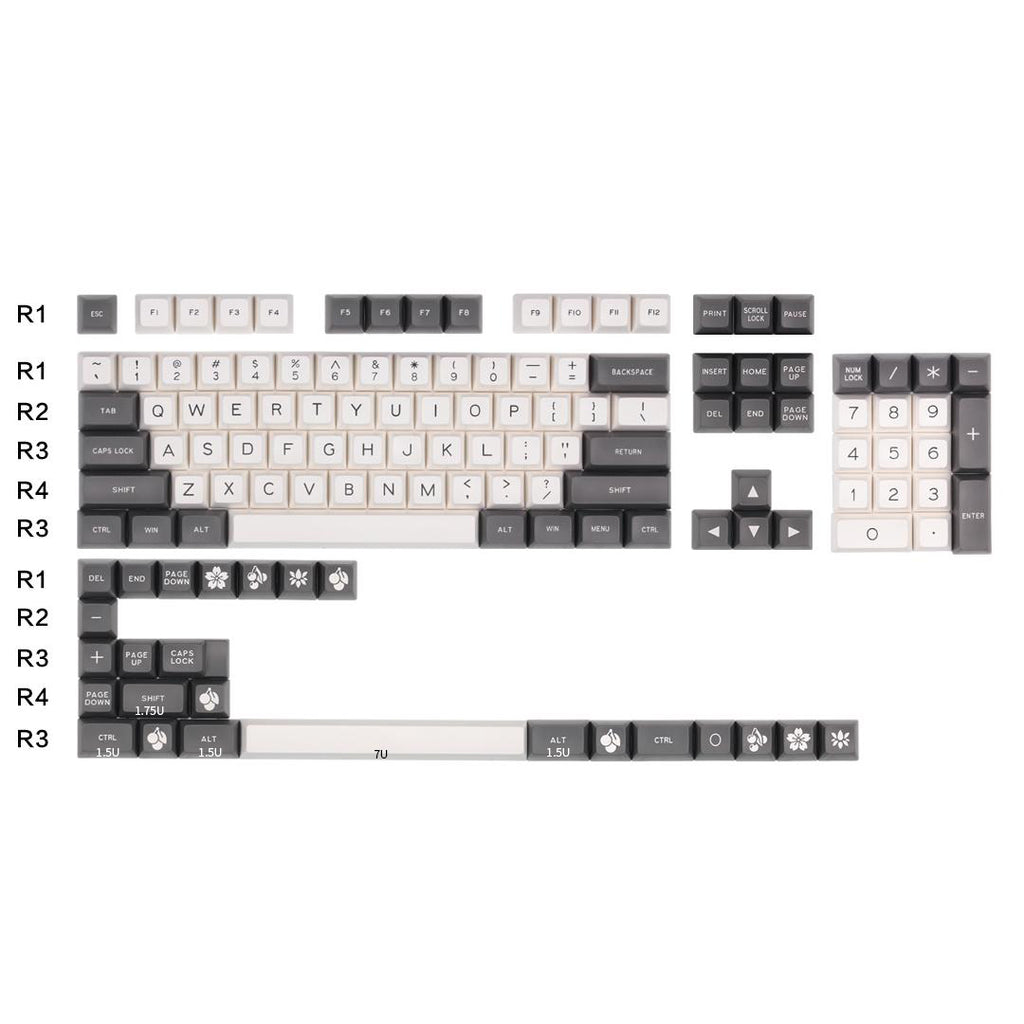 R1 ESC F1 F2 F3 F4 F5 F6 F7 F8 F9 F10 F11 F12 PRINT SCROLL LOCK PAUSE
R1 ~ ` ! 1 @ 2 # 3 $ 4 % 5 ^ 6 & 7 * 8 ( 9 ) 0 — - + = BACKSPACE INSERT HOME PAGE UP NUM LOCK / * −
R2 TAB Q W E R T Y U I O P { [ } ] | \ DEL END PAGE DOWN 7 8 9 +
R3 CAPS LOCK A S D F G H J K L : ; " ' RETURN 4 5 6
R4 SHIFT Z X C V B N M < , > . ? / SHIFT ▲ 1 2 3 ENTER
R3 CTRL WIN ALT ALT WIN MENU CTRL ◀ ▼ ▶ 0 .
R1 DEL END PAGE DOWN
R2 −
R3 + PAGE UP CAPS LOCK
R4 PAGE DOWN SHIFT 1.75U
R3 CTRL 1.5U ALT 1.5U 7U ALT 1.5U CTRL 0